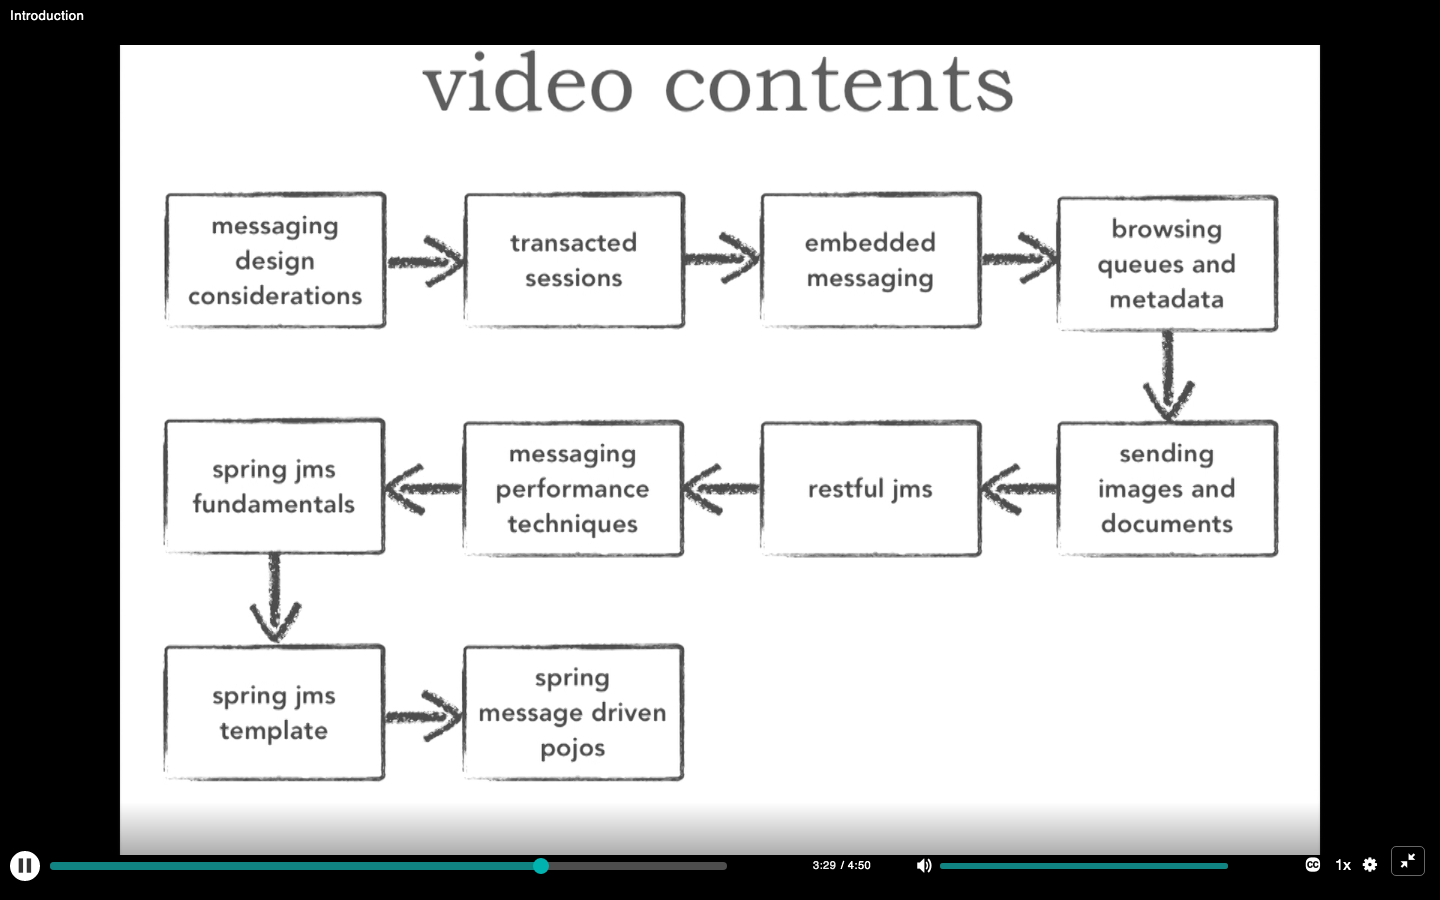 Introduction
video contents
messaging
design
considerations
transacted
sessions
embedded
messaging
browsing
queues and
metadata
sending
images and
documents
restful jms
messaging
performance
techniques
spring jms
fundamentals
spring jms
template
spring
message driven
pojos
3:29 / 4:50
CC
1x